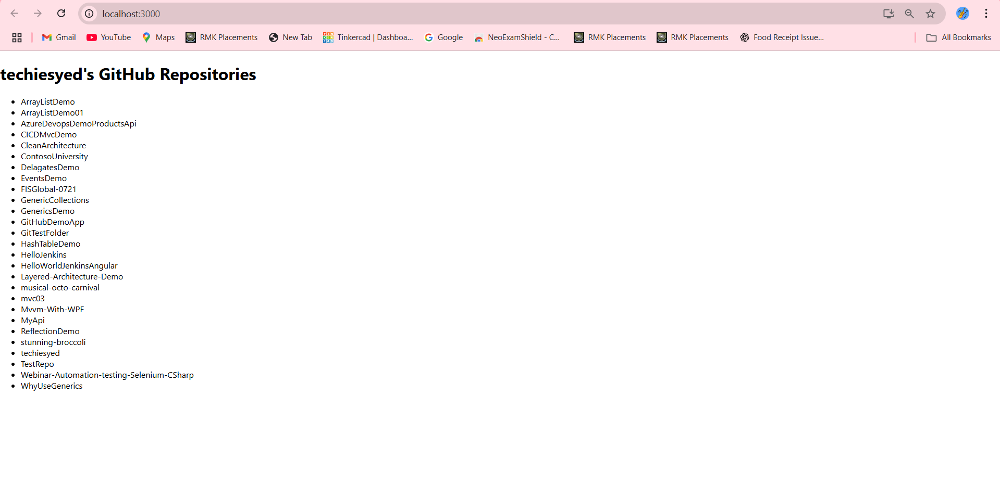 localhost:3000
Gmail YouTube Maps RMK Placements New Tab Tinkercad | Dashboa... Google NeoExamShield - C... RMK Placements RMK Placements Food Receipt Issue... All Bookmarks
techiesyed's GitHub Repositories
ArrayListDemo
ArrayListDemo01
AzureDevopsDemoProductsApi
CICDMvcDemo
CleanArchitecture
ContosoUniversity
DelagatesDemo
EventsDemo
FISGlobal-0721
GenericCollections
GenericsDemo
GitHubDemoApp
GitTestFolder
HashTableDemo
HelloJenkins
HelloWorldJenkinsAngular
Layered-Architecture-Demo
musical-octo-carnival
mvc03
Mvvm-With-WPF
MyApi
ReflectionDemo
stunning-broccoli
techiesyed
TestRepo
Webinar-Automation-testing-Selenium-CSharp
WhyUseGenerics